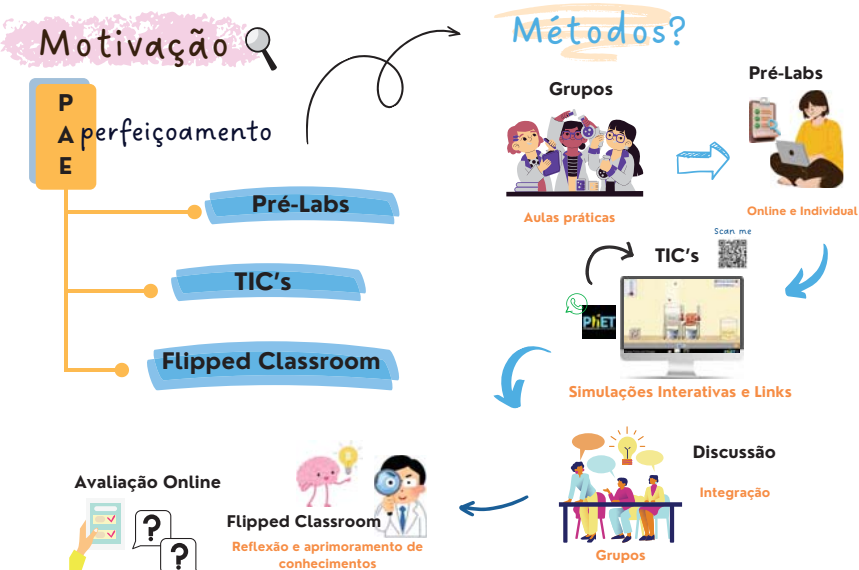 Motivação
P
A perfeiçoamento
E
Pré-Labs
TIC's
Flipped Classroom
Métodos?
Grupos
Aulas práticas
Pré-Labs
Online e Individual
Scan me
TIC's
PhET
Simulações Interativas e Links
Discussão
Integração
Grupos
Flipped Classroom
Reflexão e aprimoramento de
conhecimentos
Avaliação Online
?
?